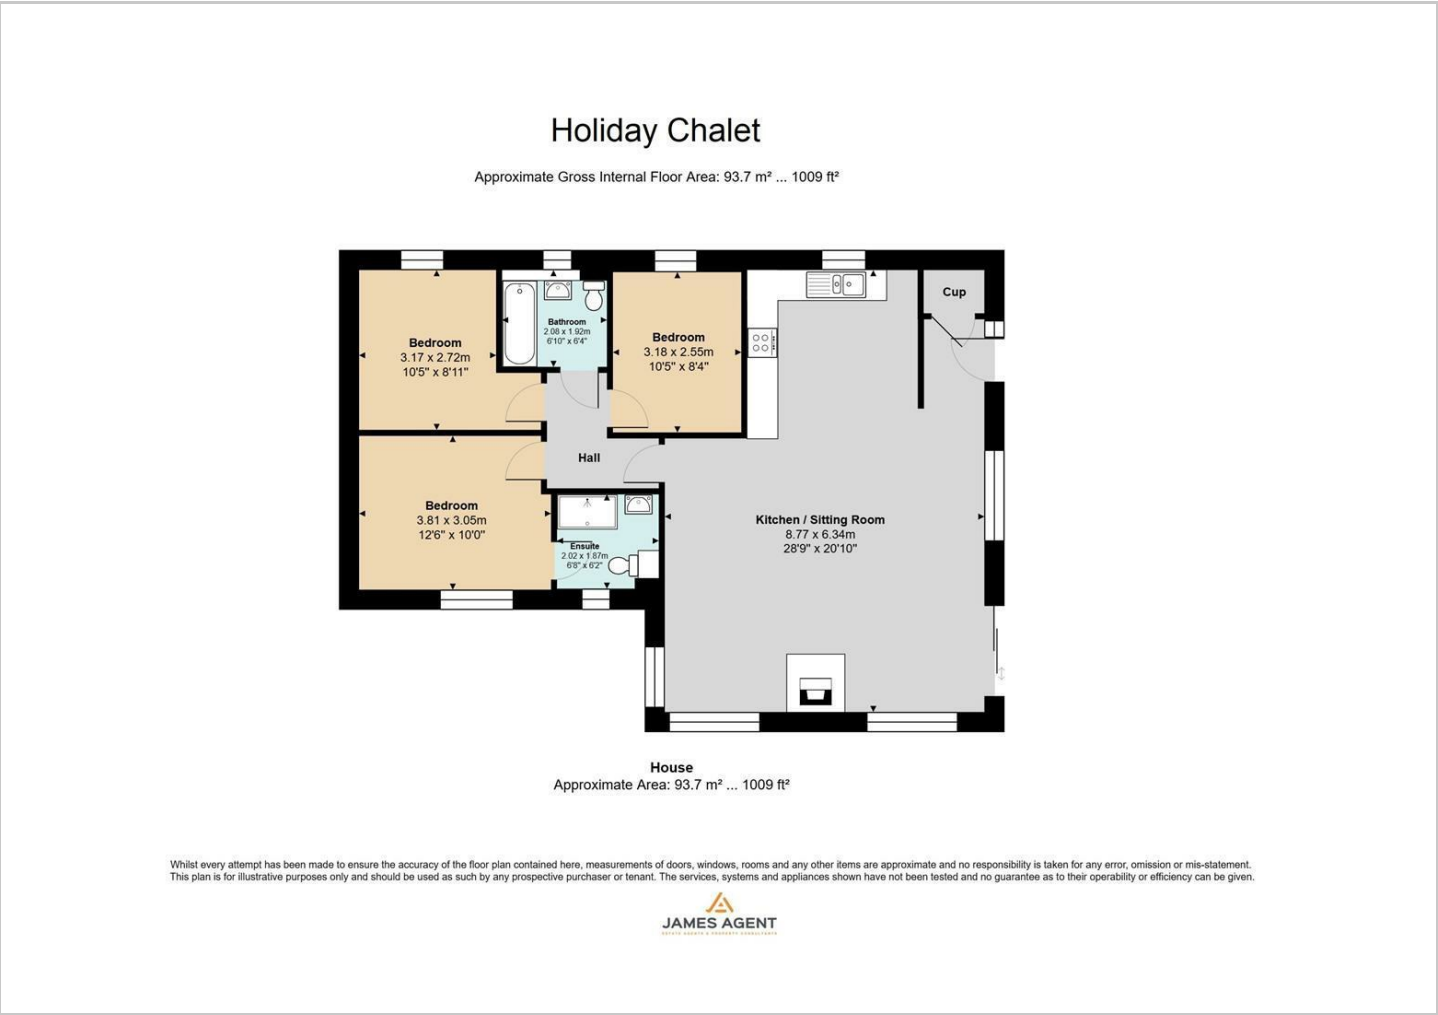 Holiday Chalet
Approximate Gross Internal Floor Area: 93.7 m² ... 1009 ft²
Cup
Bathroom
2.08 x 1.92m
6'10" x 6'4"
Bedroom
3.17 x 2.72m
10'5" x 8'11"
Bedroom
3.18 x 2.55m
10'5" x 8'4"
Hall
Bedroom
3.81 x 3.05m
12'6" x 10'0"
Ensuite
2.02 x 1.87m
6'8" x 6'2"
Kitchen / Sitting Room
8.77 x 6.34m
28'9" x 20'10"
House
Approximate Area: 93.7 m² ... 1009 ft²
Whilst every attempt has been made to ensure the accuracy of the floor plan contained here, measurements of doors, windows, rooms and any other items are approximate and no responsibility is taken for any error, omission or mis-statement.
This plan is for illustrative purposes only and should be used as such by any prospective purchaser or tenant. The services, systems and appliances shown have not been tested and no guarantee as to their operability or efficiency can be given.
JAMES AGENT
ESTATE AGENTS & PROPERTY CONSULTANTS